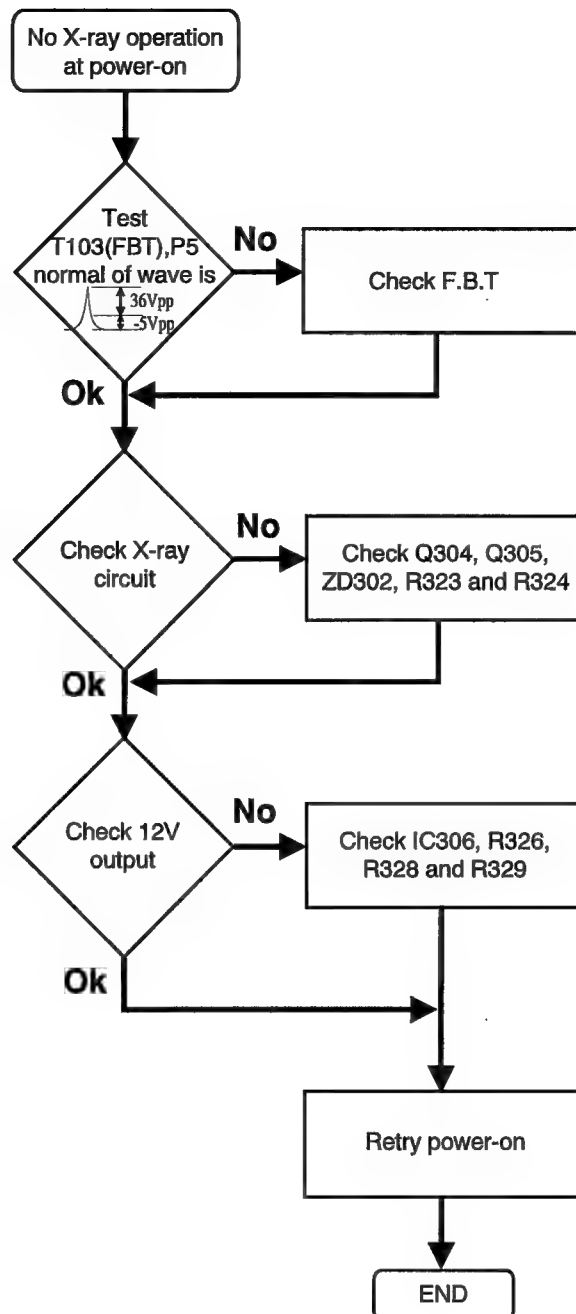 No X-ray operation
at power-on
Test
T103(FBT),P5
normal of wave is
36Vpp
-5Vpp
No
Check F.B.T
Ok
Check X-ray
circuit
No
Check Q304, Q305,
ZD302, R323 and R324
Ok
Check 12V
output
No
Check IC306, R326,
R328 and R329
Ok
Retry power-on
END